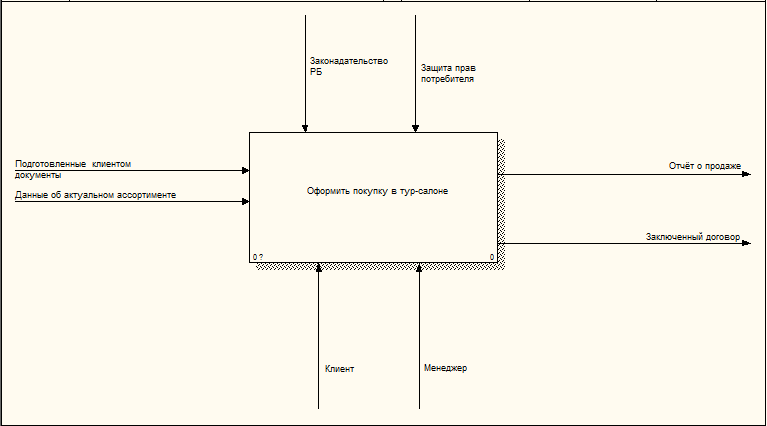 Законадательство
РБ
Защита прав
потребителя
Подготовленные клиентом
документы
Данные об актуальном ассортименте
Оформить покупку в тур-салоне
0 ?
0
Отчёт о продаже
Заключенный договор
Клиент
Менеджер